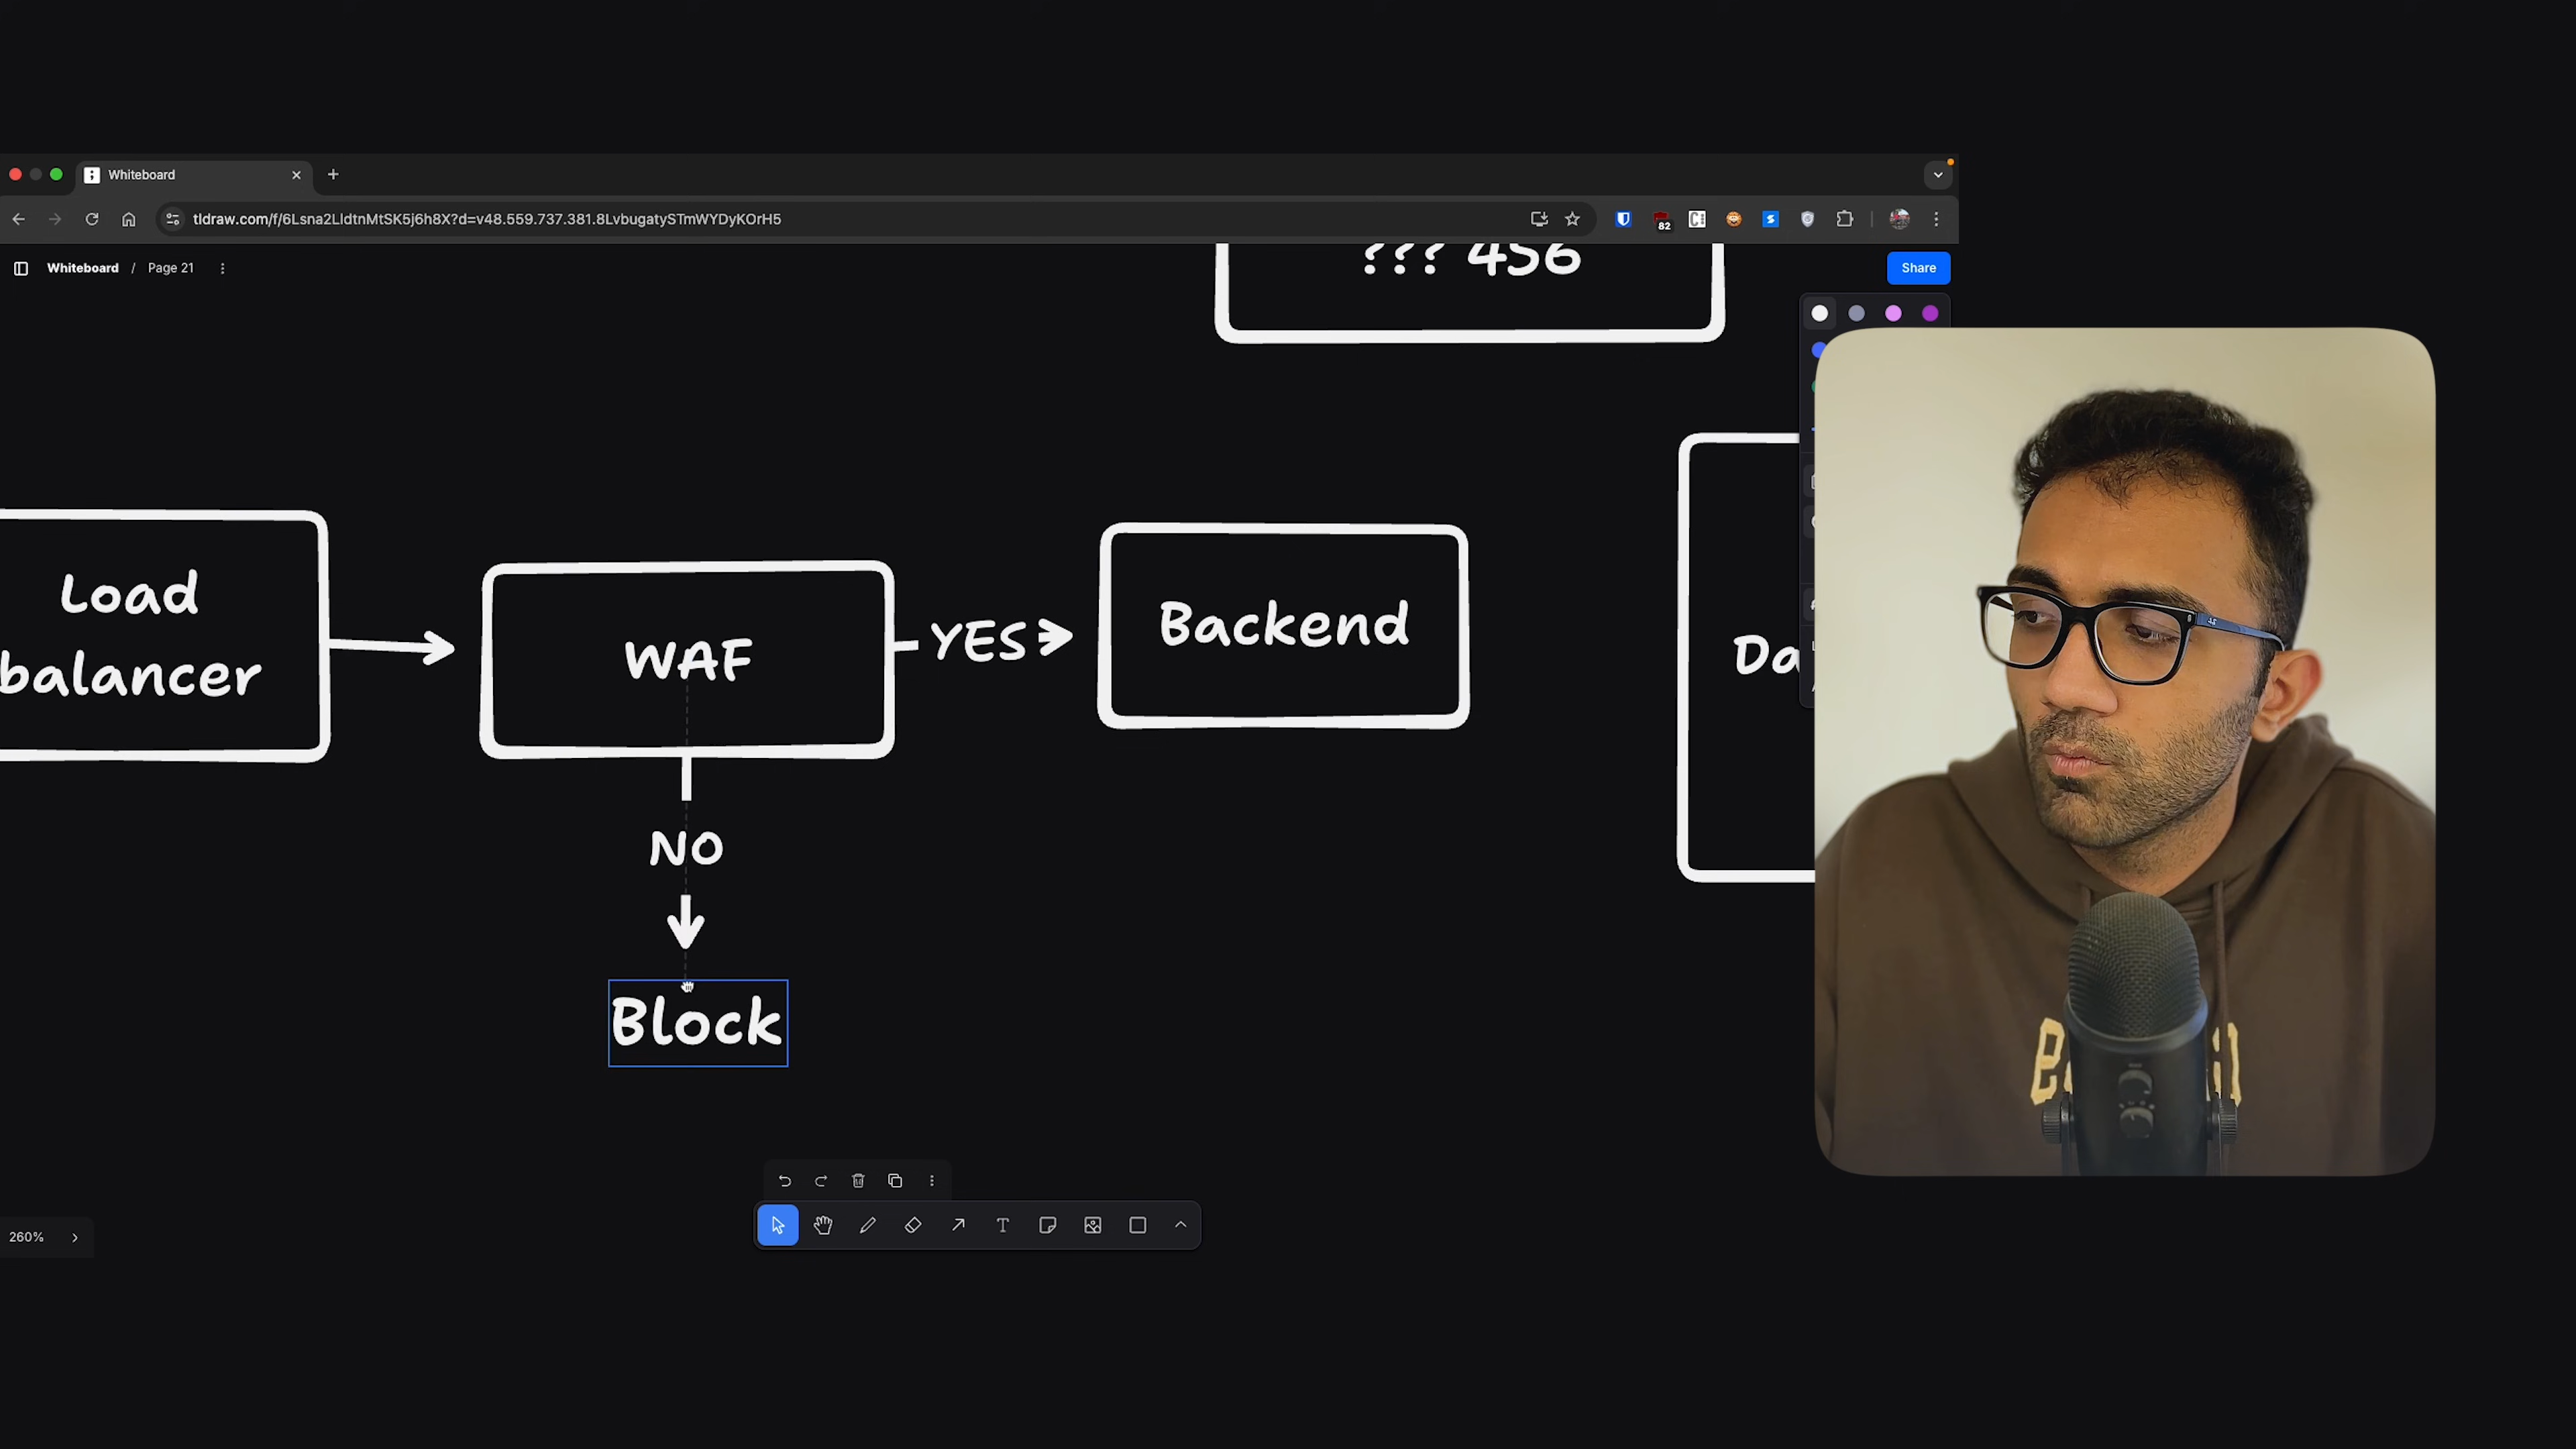 Whiteboard
tldraw.com/f/6Lsna2LldtnMtSK5j6h8X?d=v48.559.737.381.8LvbugatySTmWYDyKOrH5
82
Whiteboard / Page 21
Share
??? 456
Load
balancer
WAF
YES
Backend
Da
NO
Block
260%